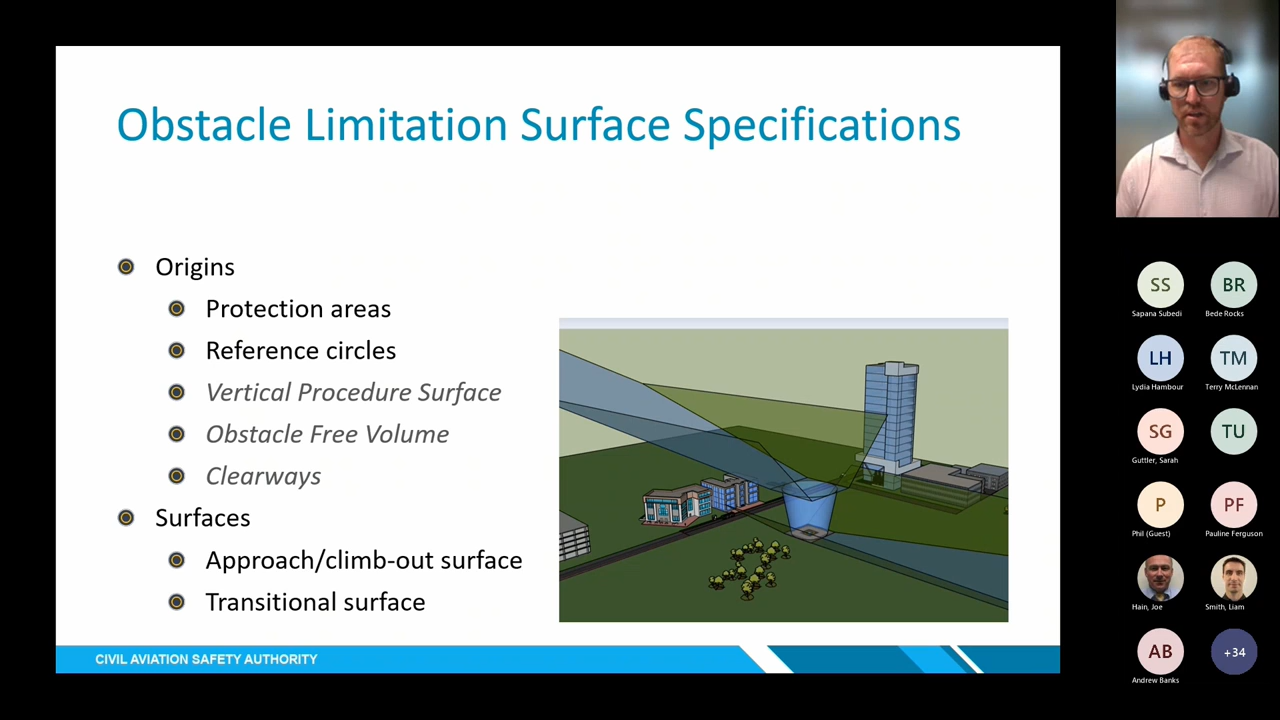 Obstacle Limitation Surface Specifications
Origins
Protection areas
Reference circles
Vertical Procedure Surface
Obstacle Free Volume
Clearways
Surfaces
Approach/climb-out surface
Transitional surface
CIVIL AVIATION SAFETY AUTHORITY
SS
BR
Sapana Subedi
Bede Rocks
LH
TM
Lydia Hambour
Terry McLennan
SG
TU
Guttler, Sarah
P
PF
Phil (Guest)
Pauline Ferguson
Hain, Joe
Smith, Liam
AB
+34
Andrew Banks